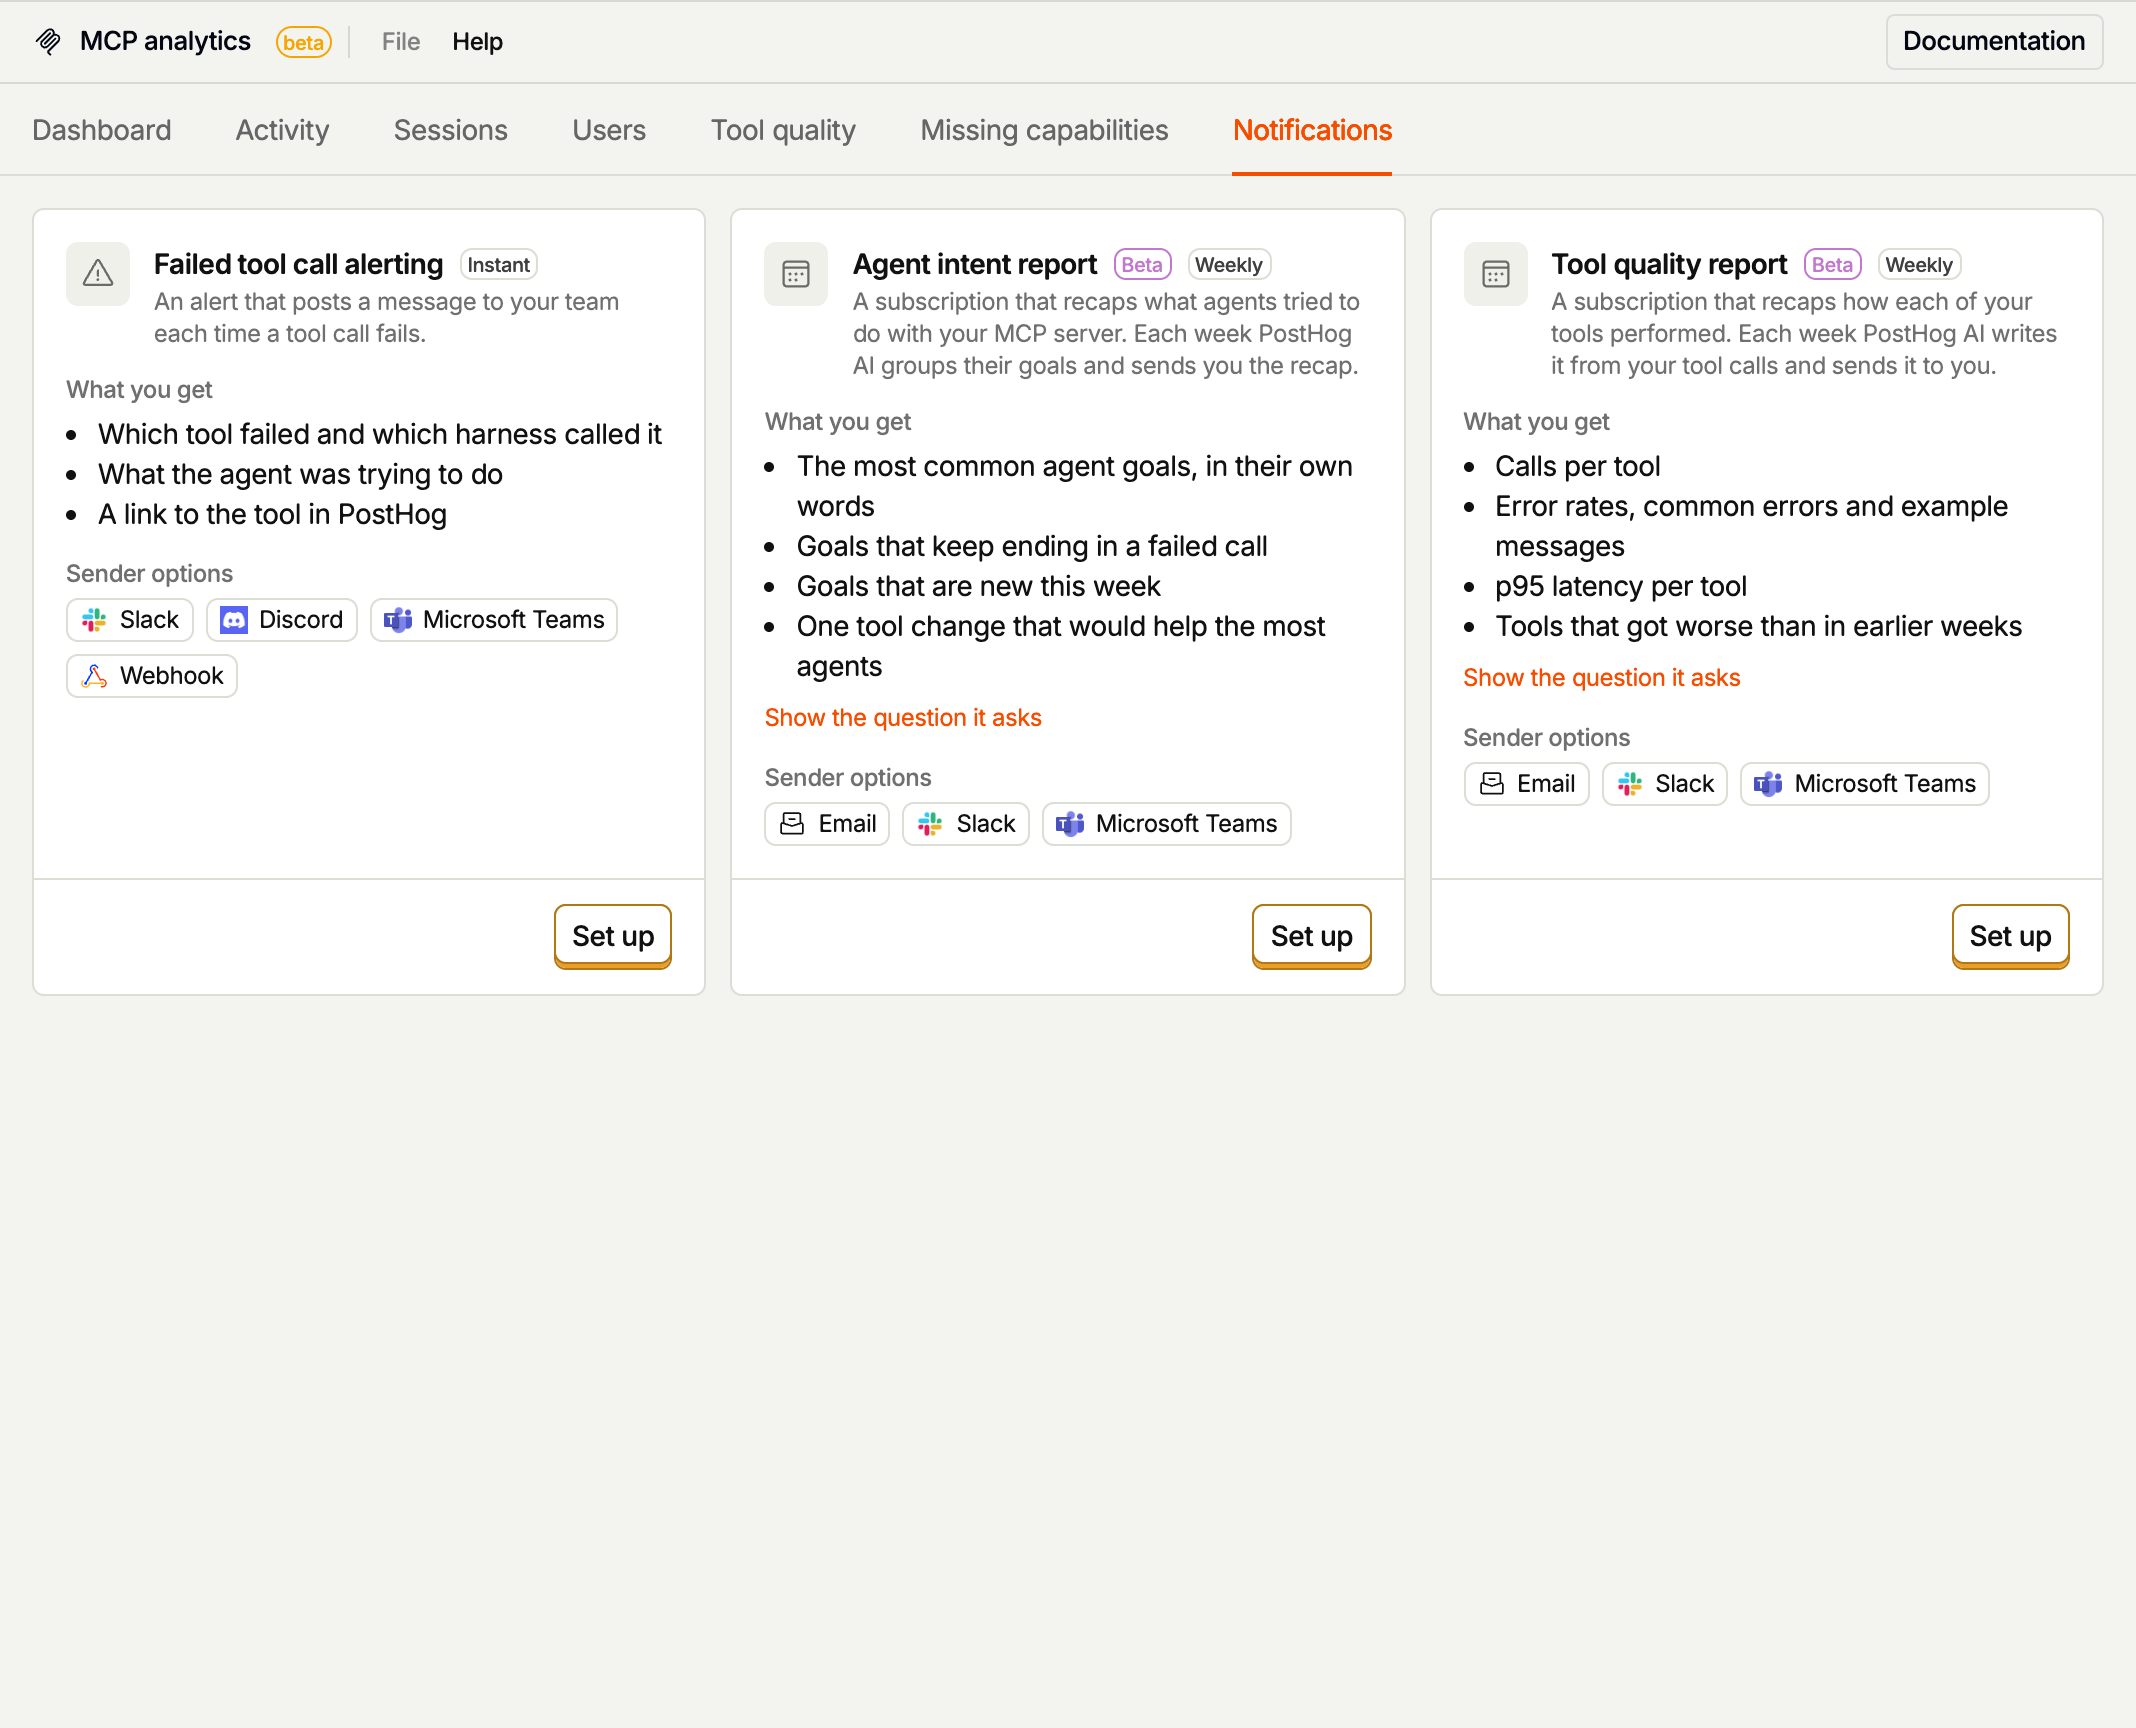 MCP analytics beta File Help Documentation
Dashboard Activity Sessions Users Tool quality Missing capabilities Notifications
Failed tool call alerting Instant
An alert that posts a message to your team
each time a tool call fails.
What you get
• Which tool failed and which harness called it
• What the agent was trying to do
• A link to the tool in PostHog
Sender options
Slack Discord Microsoft Teams
Webhook
Set up
Agent intent report Beta Weekly
A subscription that recaps what agents tried to
do with your MCP server. Each week PostHog
AI groups their goals and sends you the recap.
What you get
• The most common agent goals, in their own
words
• Goals that keep ending in a failed call
• Goals that are new this week
• One tool change that would help the most
agents
Show the question it asks
Sender options
Email Slack Microsoft Teams
Set up
Tool quality report Beta Weekly
A subscription that recaps how each of your
tools performed. Each week PostHog AI writes
it from your tool calls and sends it to you.
What you get
• Calls per tool
• Error rates, common errors and example
messages
• p95 latency per tool
• Tools that got worse than in earlier weeks
Show the question it asks
Sender options
Email Slack Microsoft Teams
Set up